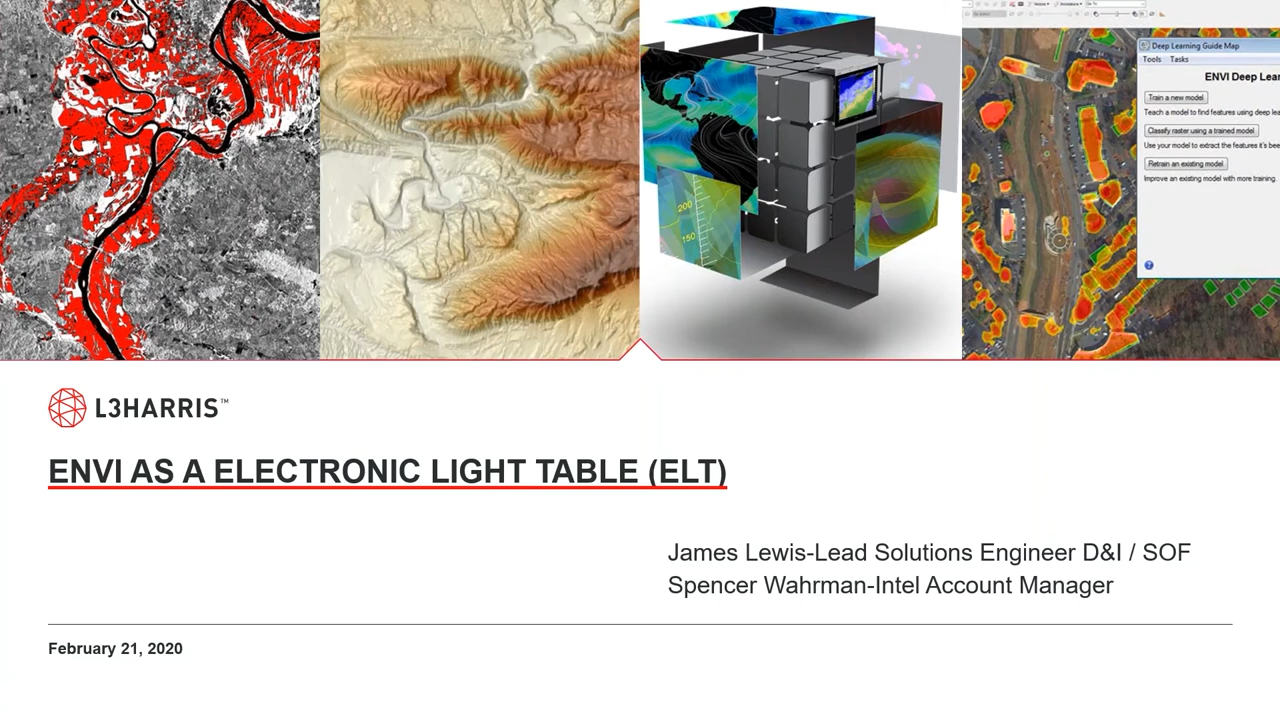 Deep Learning Guide Map
Tools Tasks
ENVI Deep Lear
Train a new model
Teach a model to find features using deep lea
Classify raster using a trained model
Use your model to extract the features it's bee
Retrain an existing model
Improve an existing model with more training.
200
150
L3HARRIS™
ENVI AS A ELECTRONIC LIGHT TABLE (ELT)
James Lewis-Lead Solutions Engineer D&I / SOF
Spencer Wahrman-Intel Account Manager
February 21, 2020